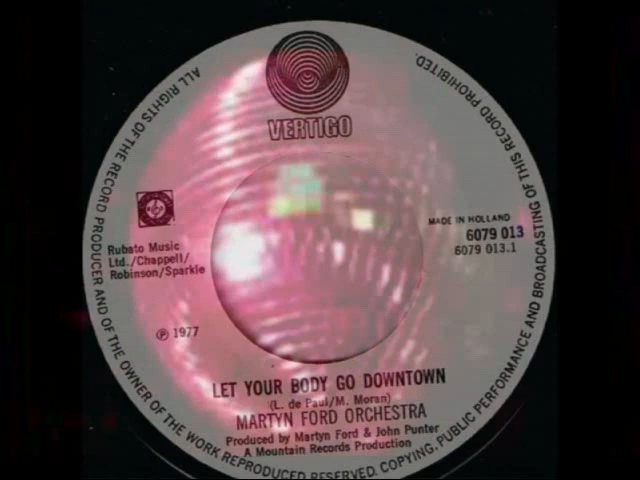 VERTIGO
ALL RIGHTS OF THE RECORD PRODUCER AND OF THE OWNER OF THE WORK REPRODUCED RESERVED. COPYING, PUBLIC PERFORMANCE AND BROADCASTING OF THIS RECORD PROHIBITED.
Rubato Music
Ltd./Chappell/
Robinson/Sparkle
℗ 1977
MADE IN HOLLAND
6079 013
6079 013.1
LET YOUR BODY GO DOWNTOWN
(L. de Paul/M. Moran)
MARTYN FORD ORCHESTRA
Produced by Martyn Ford & John Punter
A Mountain Records Production